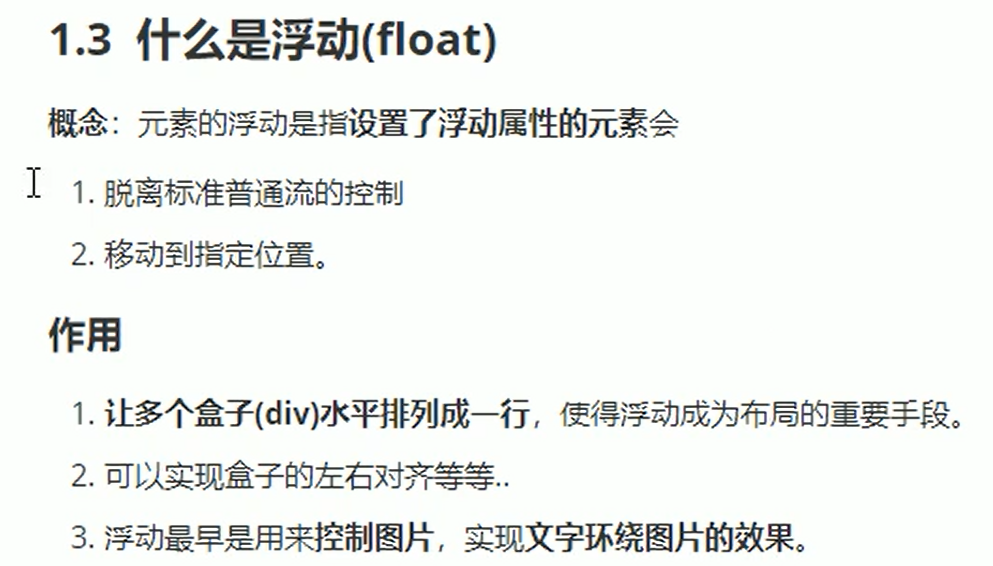 1.3 什么是浮动(float)
概念：元素的浮动是指设置了浮动属性的元素会
1. 脱离标准普通流的控制
2. 移动到指定位置。
作用
1. 让多个盒子(div)水平排列成一行，使得浮动成为布局的重要手段。
2. 可以实现盒子的左右对齐等等..
3. 浮动最早是用来控制图片，实现文字环绕图片的效果。